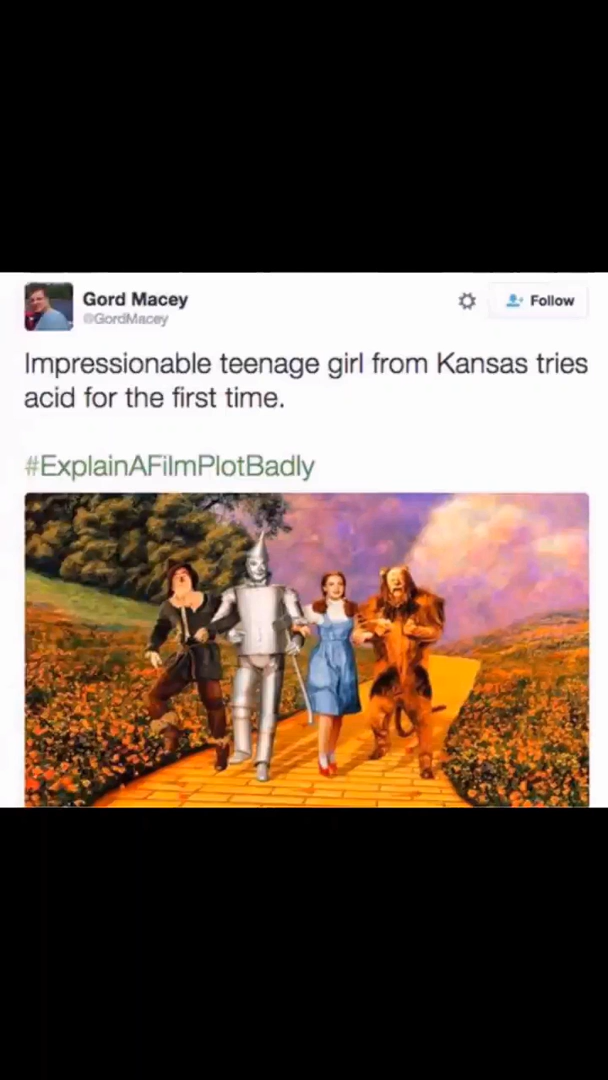 Gord Macey
@GordMacey
Follow
Impressionable teenage girl from Kansas tries
acid for the first time.
#ExplainAFilmPlotBadly